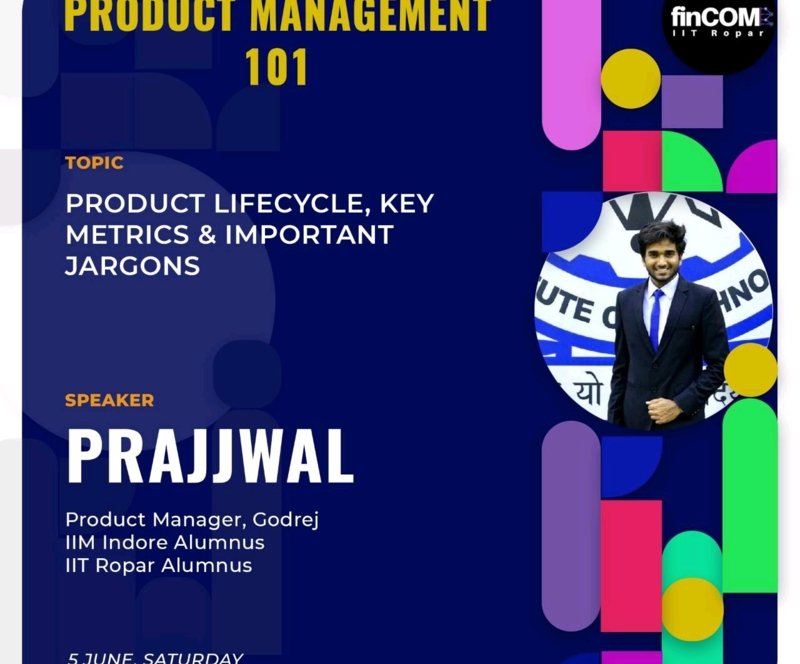 PRODUCT MANAGEMENT
101
finCOM
IIT Ropar
TOPIC
PRODUCT LIFECYCLE, KEY
METRICS & IMPORTANT
JARGONS
SPEAKER
PRAJJWAL
Product Manager, Godrej
IIM Indore Alumnus
IIT Ropar Alumnus
5 JUNE, SATURDAY